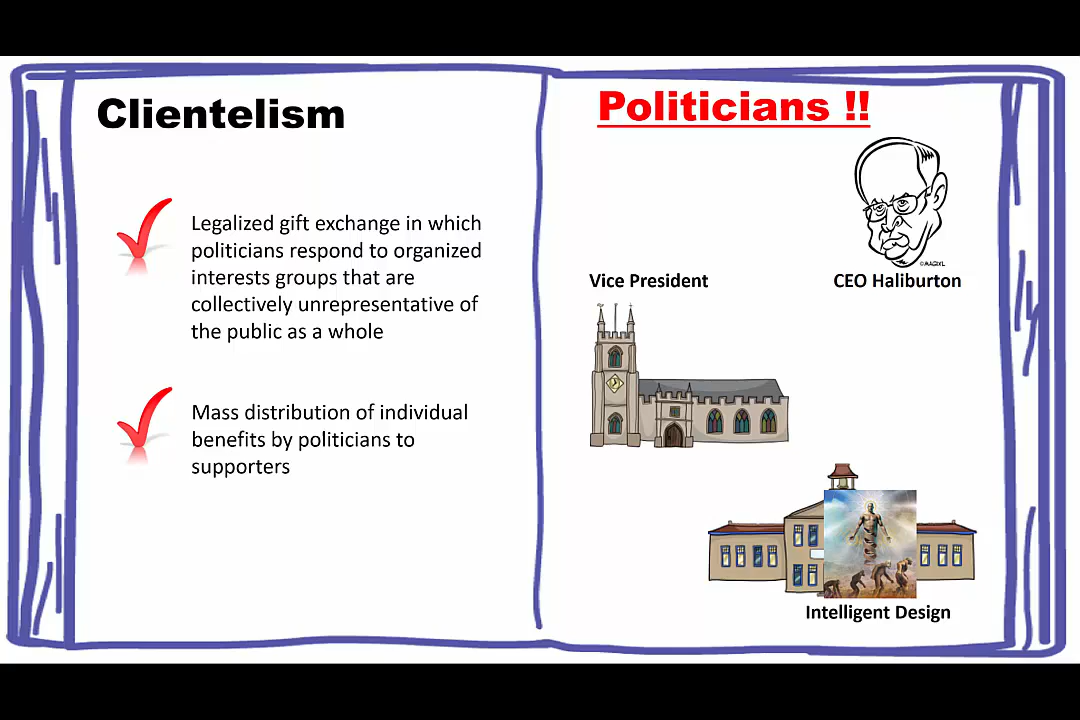 Clientelism
Legalized gift exchange in which
politicians respond to organized
interests groups that are
collectively unrepresentative of
the public as a whole
Mass distribution of individual
benefits by politicians to
supporters
Politicians !!
©MAGIXL
Vice President
CEO Haliburton
Intelligent Design